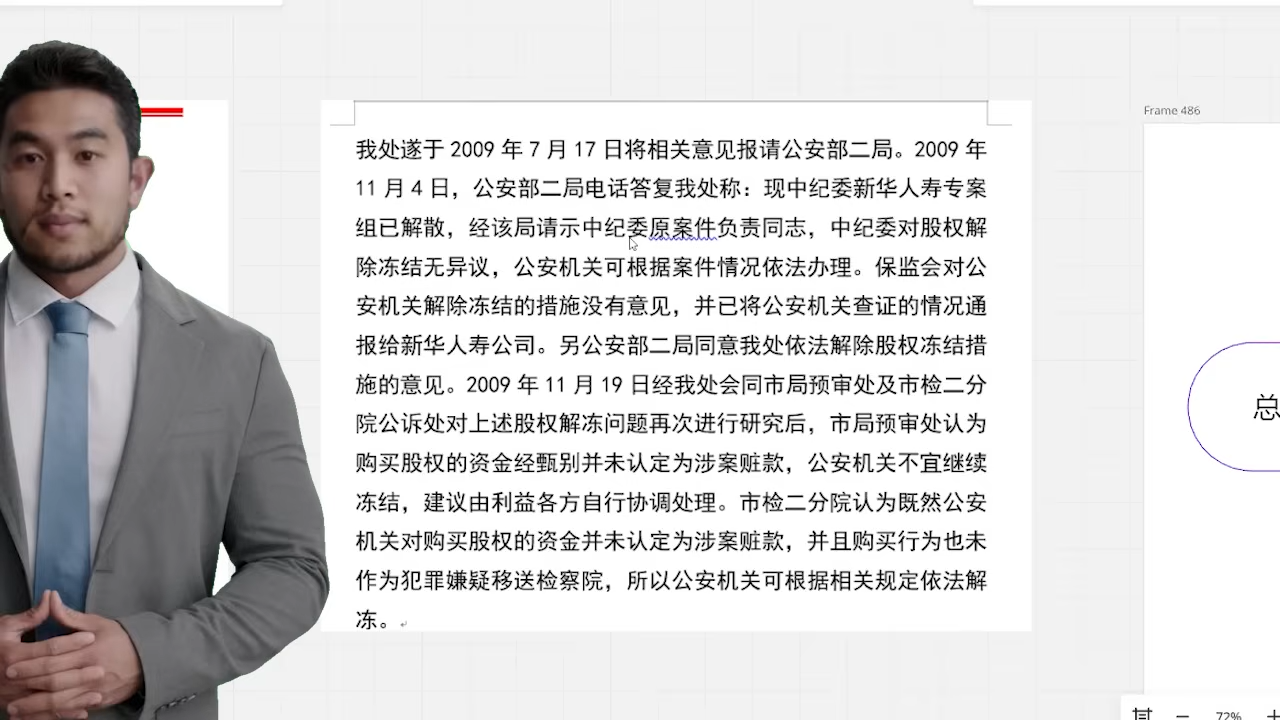 我处遂于 2009 年 7 月 17 日将相关意见报请公安部二局。2009 年
11 月 4 日，公安部二局电话答复我处称：现中纪委新华人寿专案
组已解散，经该局请示中纪委原案件负责同志，中纪委对股权解
除冻结无异议，公安机关可根据案件情况依法办理。保监会对公
安机关解除冻结的措施没有意见，并已将公安机关查证的情况通
报给新华人寿公司。另公安部二局同意我处依法解除股权冻结措
施的意见。2009 年 11 月 19 日经我处会同市局预审处及市检二分
院公诉处对上述股权解冻问题再次进行研究后，市局预审处认为
购买股权的资金经甄别并未认定为涉案赃款，公安机关不宜继续
冻结，建议由利益各方自行协调处理。市检二分院认为既然公安
机关对购买股权的资金并未认定为涉案赃款，并且购买行为也未
作为犯罪嫌疑移送检察院，所以公安机关可根据相关规定依法解
冻。
Frame 486
总
72%